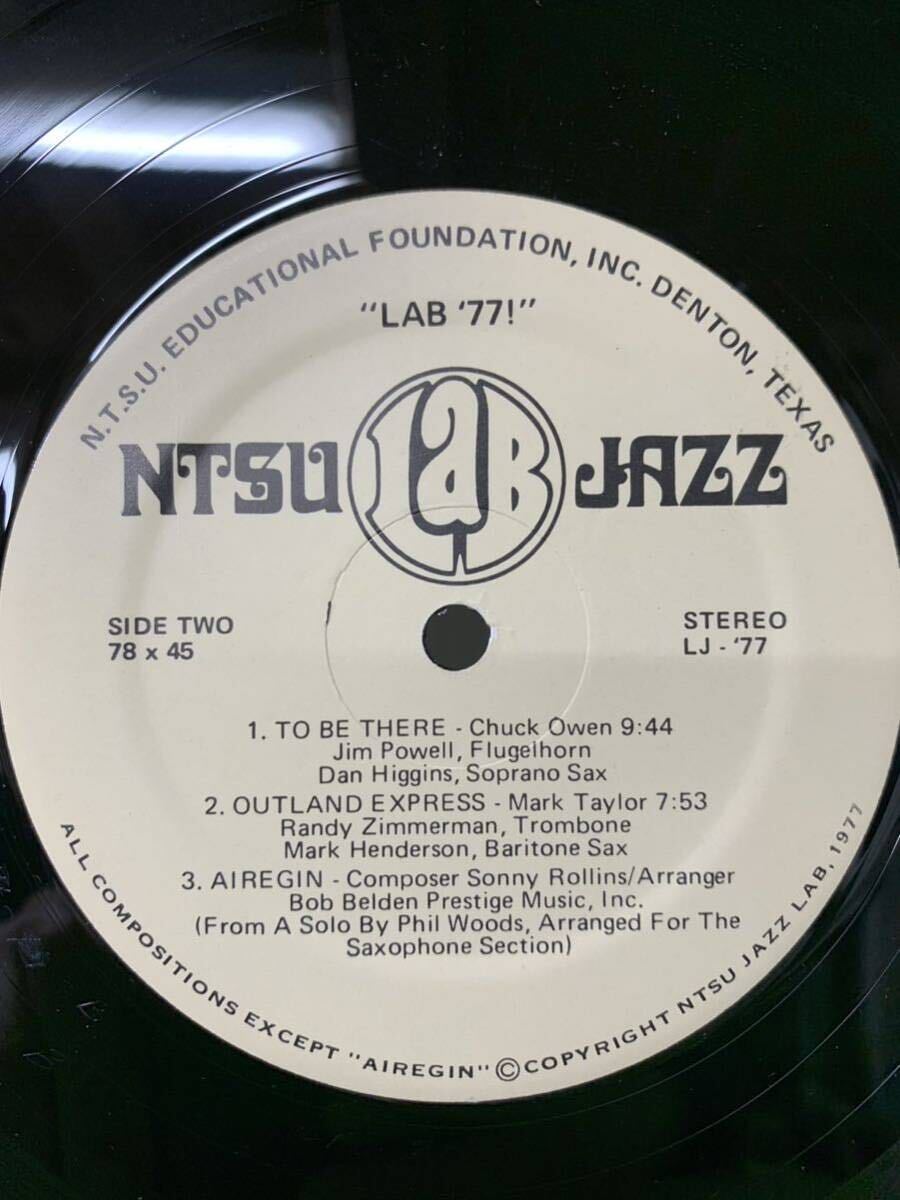 N.T.S.U. EDUCATIONAL FOUNDATION, INC. DENTON, TEXAS
"LAB '77!"
NTSU LAB JAZZ
SIDE TWO
78 x 45
STEREO
LJ - '77
1. TO BE THERE - Chuck Owen 9:44
Jim Powell, Flugelhorn
Dan Higgins, Soprano Sax
2. OUTLAND EXPRESS - Mark Taylor 7:53
Randy Zimmerman, Trombone
Mark Henderson, Baritone Sax
3. AIREGIN - Composer Sonny Rollins/Arranger
Bob Belden Prestige Music, Inc.
(From A Solo By Phil Woods, Arranged For The
Saxophone Section)
ALL COMPOSITIONS EXCEPT "AIREGIN" © COPYRIGHT NTSU JAZZ LAB, 1977